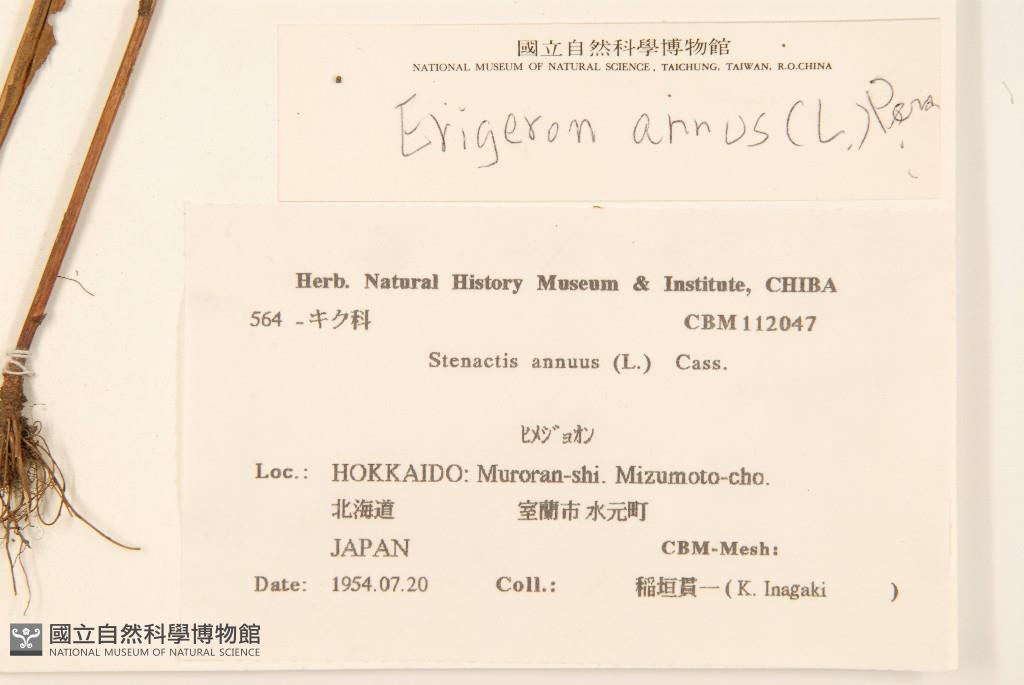 國立自然科學博物館
NATIONAL MUSEUM OF NATURAL SCIENCE, TAICHUNG, TAIWAN, R.O.CHINA
Erigeron annus (L.) Pers.
Herb. Natural History Museum & Institute, CHIBA
564 -キク科 CBM112047
Stenactis annuus (L.) Cass.
ﾋﾒｼﾞｮｵﾝ
Loc.: HOKKAIDO: Muroran-shi. Mizumoto-cho.
北海道 室蘭市 水元町
JAPAN CBM-Mesh:
Date: 1954.07.20 Coll.: 稲垣貫一 ( K. Inagaki )
國立自然科學博物館
NATIONAL MUSEUM OF NATURAL SCIENCE